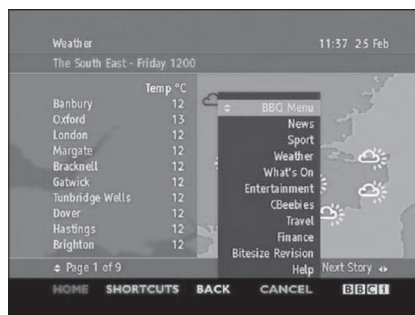 Weather 11:37 25 Feb
The South East - Friday 1200
Temp °C
Banbury 12
Oxford 13
London 12
Margate 12
Bracknell 12
Gatwick 12
Tunbridge Wells 12
Dover 12
Hastings 12
Brighton 12
Page 1 of 9
BBC Menu
News
Sport
Weather
What's On
Entertainment
CBeebies
Travel
Finance
Bitesize Revision
Help
Next Story
HOME SHORTCUTS BACK CANCEL BBCi